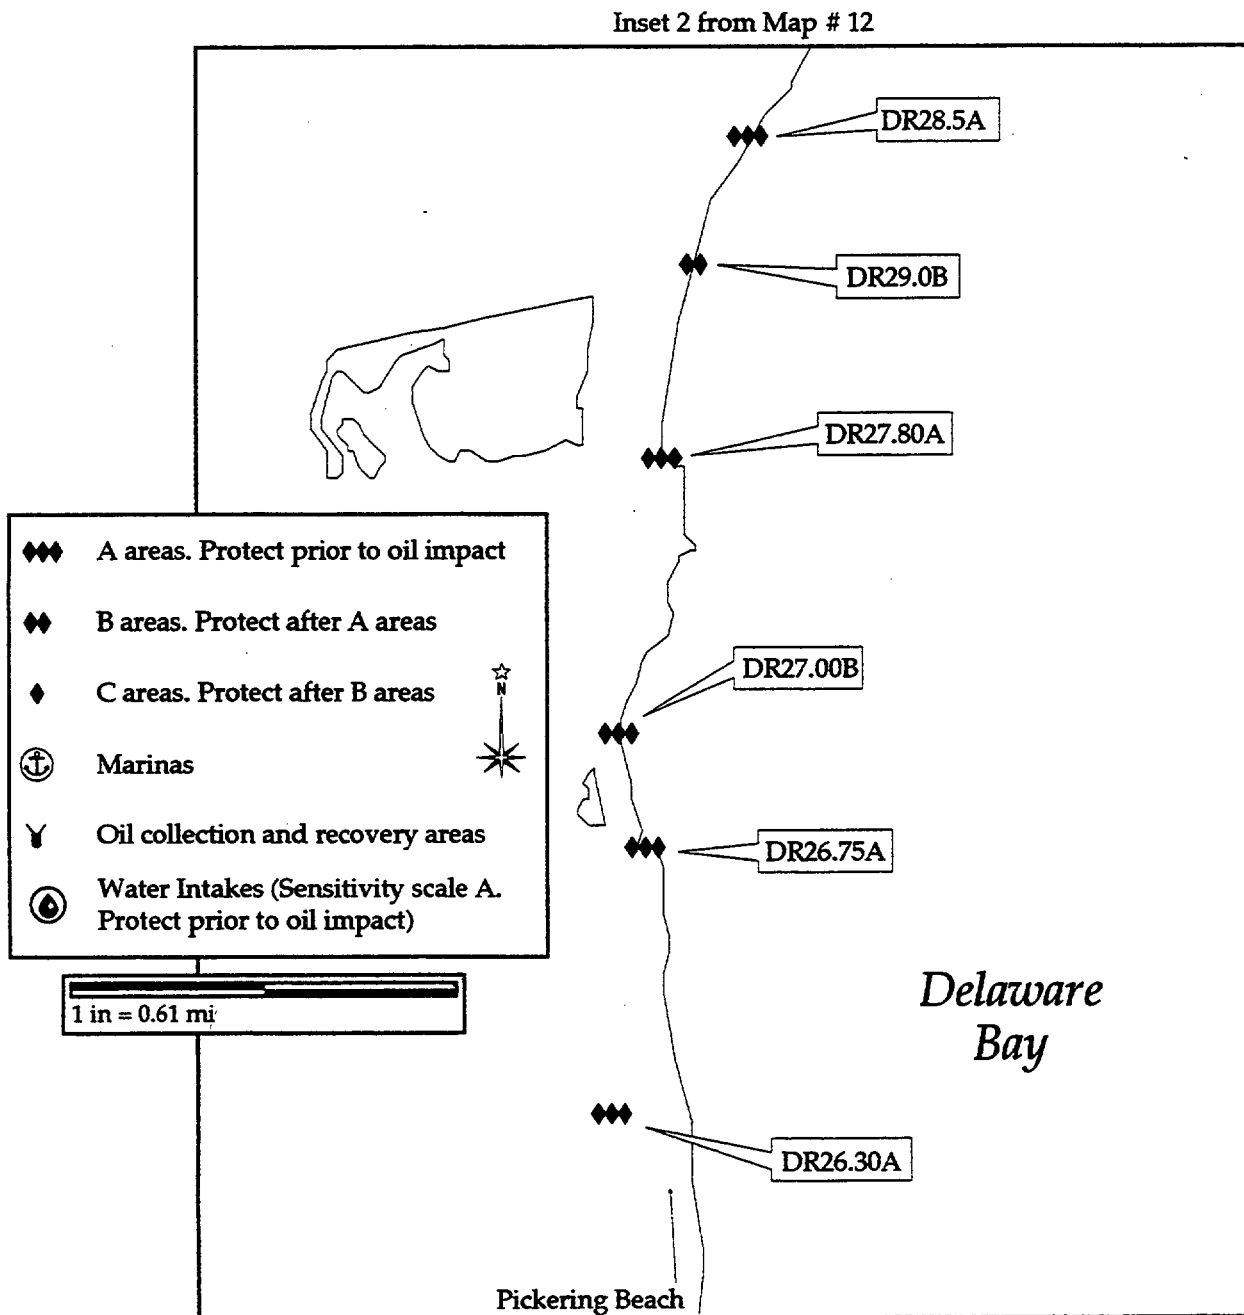 Inset 2 from Map # 12
DR28.5A
DR29.0B
DR27.80A
A areas. Protect prior to oil impact
B areas. Protect after A areas
C areas. Protect after B areas
N
Marinas
Oil collection and recovery areas
Water Intakes (Sensitivity scale A.
Protect prior to oil impact)
1 in = 0.61 mi
DR27.00B
DR26.75A
Delaware
Bay
DR26.30A
Pickering Beach